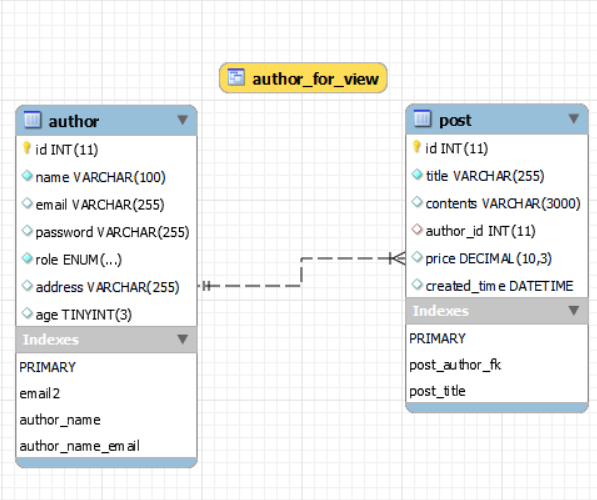 author_for_view
author
id INT(11)
name VARCHAR(100)
email VARCHAR(255)
password VARCHAR(255)
role ENUM(...)
address VARCHAR(255)
age TINYINT(3)
Indexes
PRIMARY
email2
author_name
author_name_email
post
id INT(11)
title VARCHAR(255)
contents VARCHAR(3000)
author_id INT(11)
price DECIMAL(10,3)
created_time DATETIME
Indexes
PRIMARY
post_author_fk
post_title